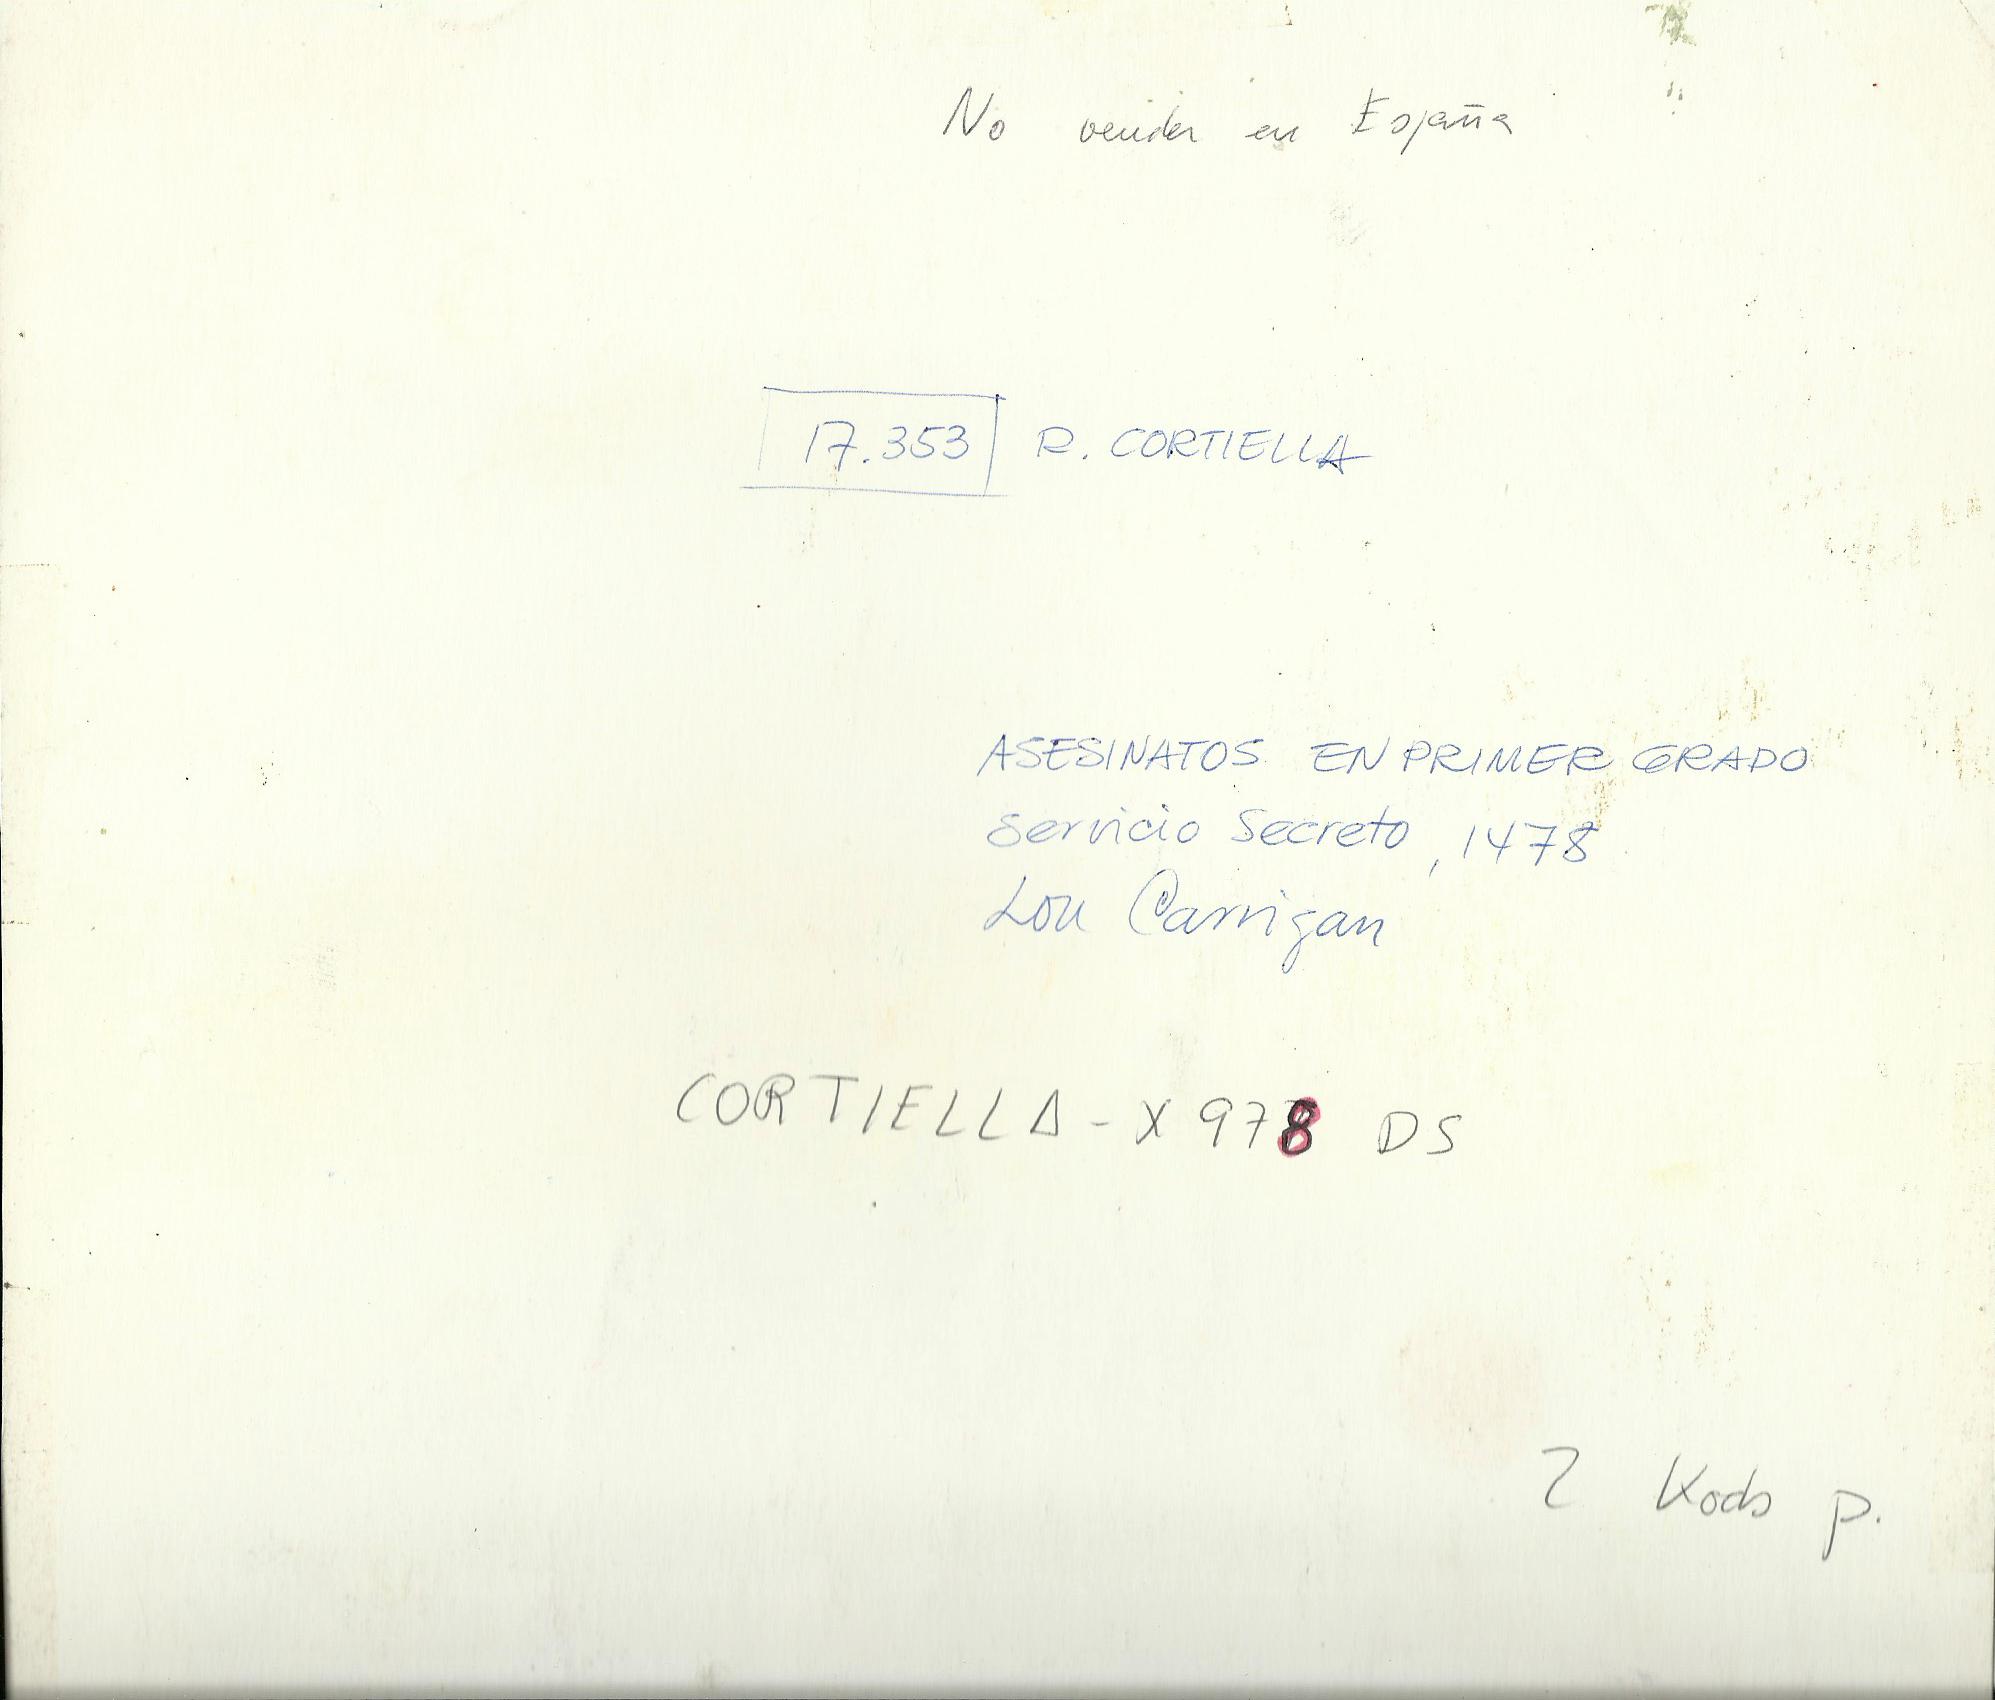 No vender en España
17.353 R. CORTIELLA
ASESINATOS EN PRIMER GRADO
Servicio Secreto, 1478
Lou Carrigan
CORTIELLA - X 978 DS
2 Kods p.